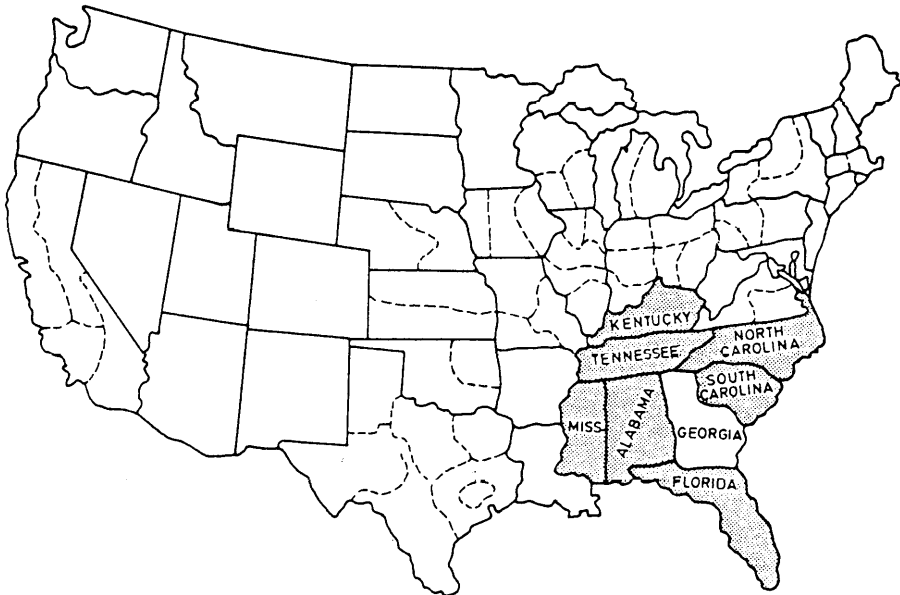 KENTUCKY
TENNESSEE
NORTH
CAROLINA
SOUTH
CAROLINA
MISS
ALABAMA
GEORGIA
FLORIDA